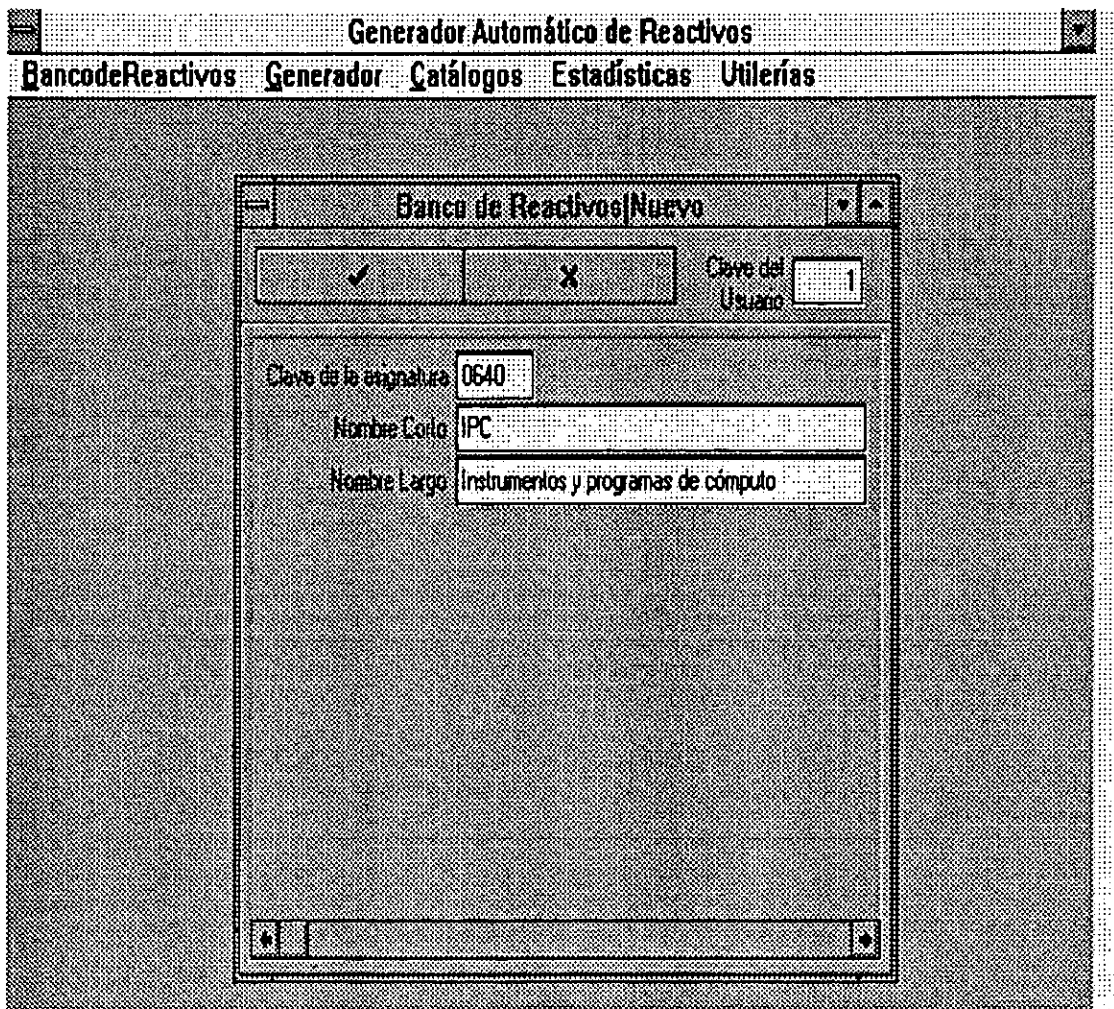 Generador Automático de Reactivos
BancodeReactivos Generador Catálogos Estadísticas Utilerías
Banco de Reactivos|Nuevo
Clave del
Usuario 1
Clave de la asignatura 0640
Nombre Corto IPC
Nombre Largo Instrumentos y programas de cómputo